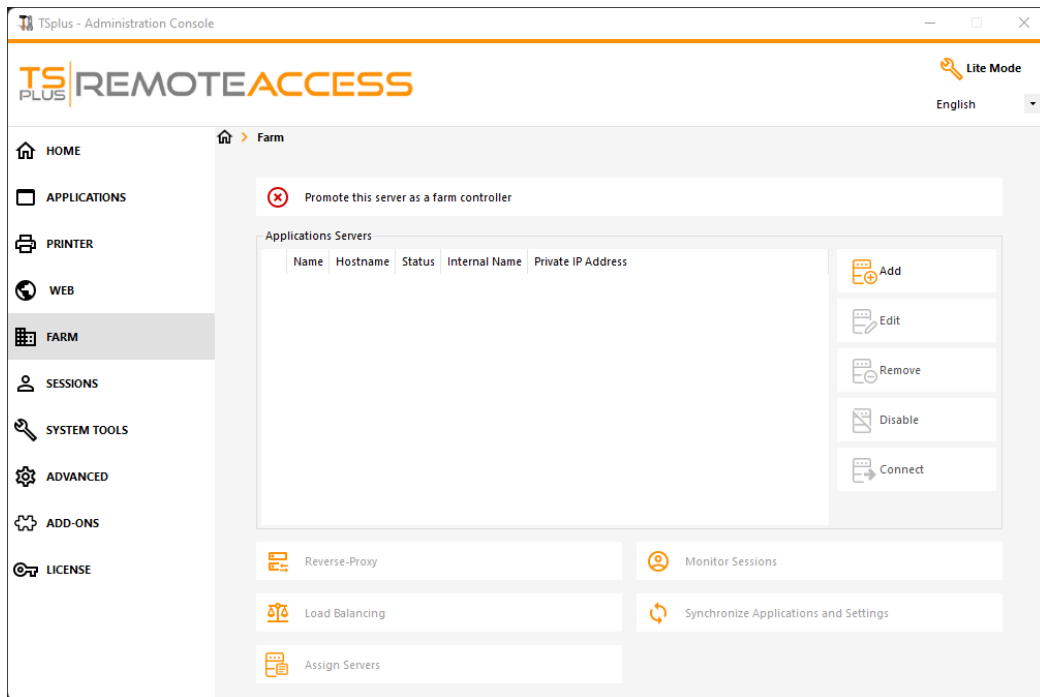 TSplus - Administration Console
TS PLUS REMOTEACCESS
Lite Mode
English
HOME
APPLICATIONS
PRINTER
WEB
FARM
SESSIONS
SYSTEM TOOLS
ADVANCED
ADD-ONS
LICENSE
Farm
Promote this server as a farm controller
Applications Servers
Name Hostname Status Internal Name Private IP Address
Add
Edit
Remove
Disable
Connect
Reverse-Proxy
Monitor Sessions
Load Balancing
Synchronize Applications and Settings
Assign Servers